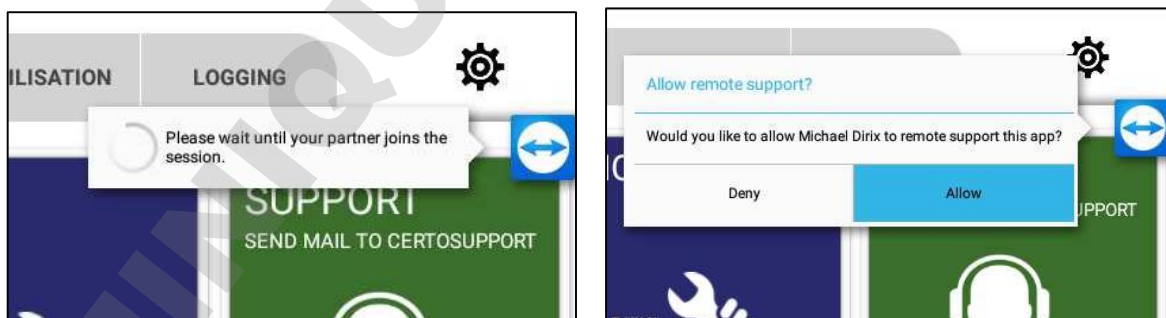 ILISATION
LOGGING
Please wait until your partner joins the
session.
SUPPORT
SEND MAIL TO CERTOSUPPORT
Allow remote support?
Would you like to allow Michael Dirix to remote support this app?
Deny
Allow
UPPORT